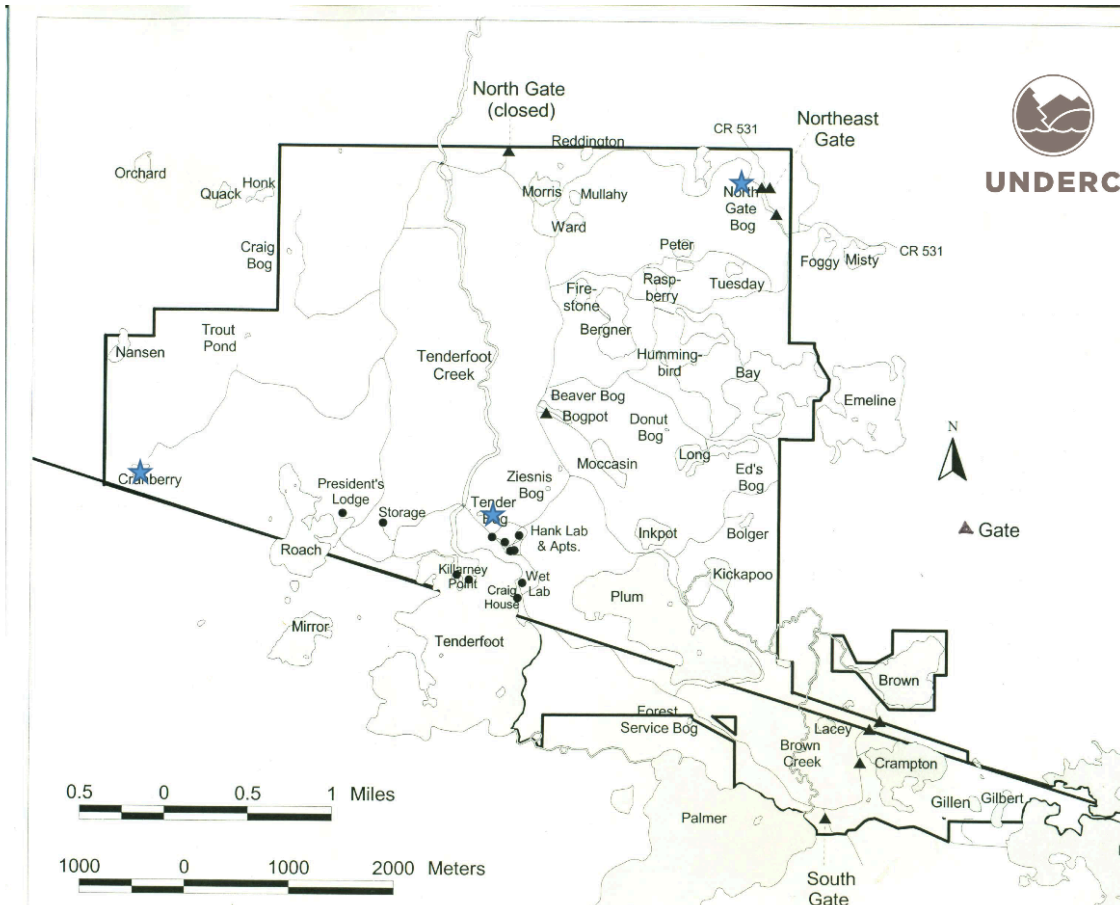 North Gate
(closed)
CR 531
Northeast
Gate
UNDERC
Reddington
Orchard
Quack
Honk
Morris
Mullahy
North
Gate
Bog
Ward
Craig
Bog
Peter
CR 531
Foggy
Misty
Fire-
stone
Rasp-
berry
Tuesday
Trout
Pond
Bergner
Nansen
Tenderfoot
Creek
Humming-
bird
Bay
Emeline
Beaver Bog
Bogpot
Donut
Bog
N
Long
Moccasin
Cranberry
Ziesnis
Bog
Ed's
Bog
President's
Lodge
Storage
Tender
Bog
Hank Lab
& Apts.
Inkpot
Bolger
Gate
Roach
Killarney
Point
Wet
Lab
Craig
House
Kickapoo
Plum
Mirror
Tenderfoot
Brown
Forest
Service Bog
Lacey
Brown
Creek
Crampton
0.5 0 0.5 1 Miles
Gillen
Gilbert
Palmer
1000 0 1000 2000 Meters
South
Gate